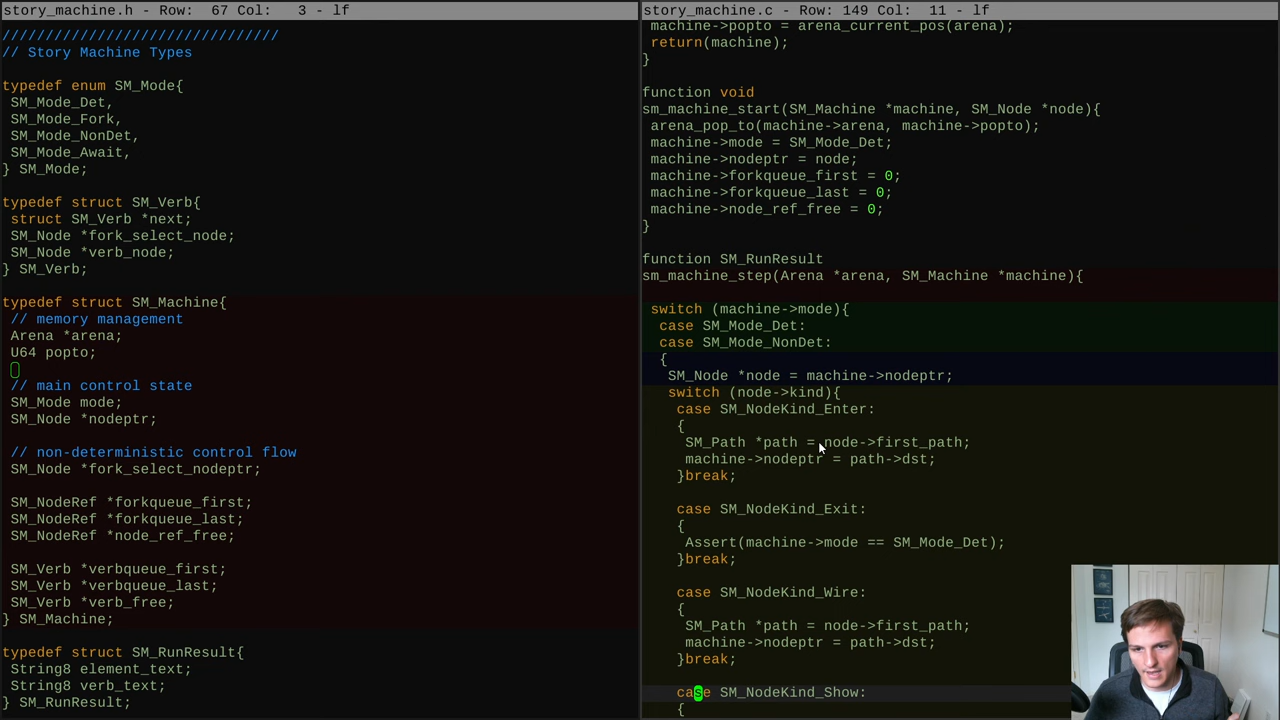 story_machine.h - Row:  67 Col:   3 - lf
////////////////////////////////
// Story Machine Types
typedef enum SM_Mode{
SM_Mode_Det,
SM_Mode_Fork,
SM_Mode_NonDet,
SM_Mode_Await,
} SM_Mode;
typedef struct SM_Verb{
struct SM_Verb *next;
SM_Node *fork_select_node;
SM_Node *verb_node;
} SM_Verb;
typedef struct SM_Machine{
// memory management
Arena *arena;
U64 popto;
// main control state
SM_Mode mode;
SM_Node *nodeptr;
// non-deterministic control flow
SM_Node *fork_select_nodeptr;
SM_NodeRef *forkqueue_first;
SM_NodeRef *forkqueue_last;
SM_NodeRef *node_ref_free;
SM_Verb *verbqueue_first;
SM_Verb *verbqueue_last;
SM_Verb *verb_free;
} SM_Machine;
typedef struct SM_RunResult{
String8 element_text;
String8 verb_text;
} SM_RunResult;
story_machine.c - Row: 149 Col:  11 - lf
machine->popto = arena_current_pos(arena);
return(machine);
}
function void
sm_machine_start(SM_Machine *machine, SM_Node *node){
arena_pop_to(machine->arena, machine->popto);
machine->mode = SM_Mode_Det;
machine->nodeptr = node;
machine->forkqueue_first = 0;
machine->forkqueue_last = 0;
machine->node_ref_free = 0;
}
function SM_RunResult
sm_machine_step(Arena *arena, SM_Machine *machine){
switch (machine->mode){
case SM_Mode_Det:
case SM_Mode_NonDet:
{
SM_Node *node = machine->nodeptr;
switch (node->kind){
case SM_NodeKind_Enter:
{
SM_Path *path = node->first_path;
machine->nodeptr = path->dst;
}break;
case SM_NodeKind_Exit:
{
Assert(machine->mode == SM_Mode_Det);
}break;
case SM_NodeKind_Wire:
{
SM_Path *path = node->first_path;
machine->nodeptr = path->dst;
}break;
case SM_NodeKind_Show:
{